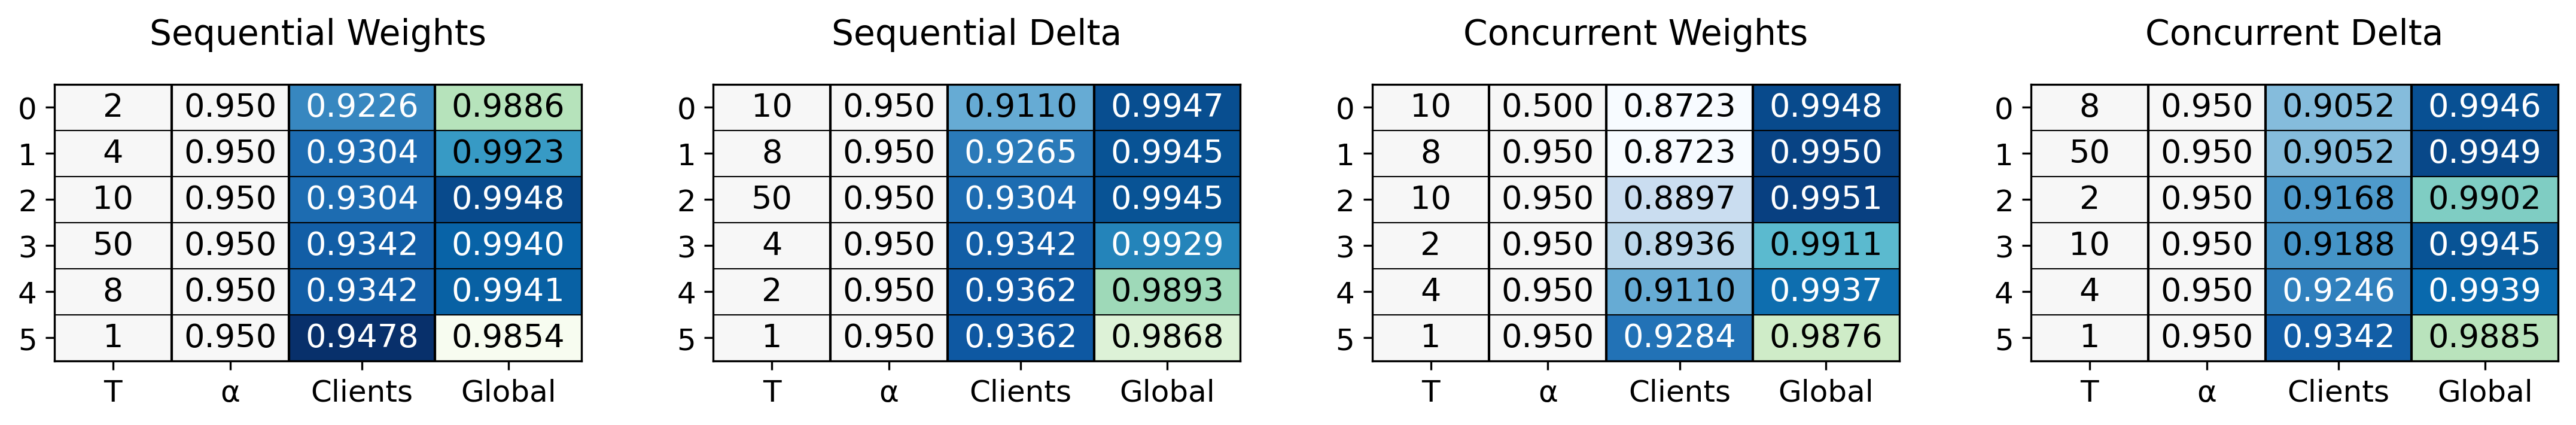 Sequential Weights
0 2 0.950 0.9226 0.9886
1 4 0.950 0.9304 0.9923
2 10 0.950 0.9304 0.9948
3 50 0.950 0.9342 0.9940
4 8 0.950 0.9342 0.9941
5 1 0.950 0.9478 0.9854
T α Clients Global
Sequential Delta
0 10 0.950 0.9110 0.9947
1 8 0.950 0.9265 0.9945
2 50 0.950 0.9304 0.9945
3 4 0.950 0.9342 0.9929
4 2 0.950 0.9362 0.9893
5 1 0.950 0.9362 0.9868
T α Clients Global
Concurrent Weights
0 10 0.500 0.8723 0.9948
1 8 0.950 0.8723 0.9950
2 10 0.950 0.8897 0.9951
3 2 0.950 0.8936 0.9911
4 4 0.950 0.9110 0.9937
5 1 0.950 0.9284 0.9876
T α Clients Global
Concurrent Delta
0 8 0.950 0.9052 0.9946
1 50 0.950 0.9052 0.9949
2 2 0.950 0.9168 0.9902
3 10 0.950 0.9188 0.9945
4 4 0.950 0.9246 0.9939
5 1 0.950 0.9342 0.9885
T α Clients Global